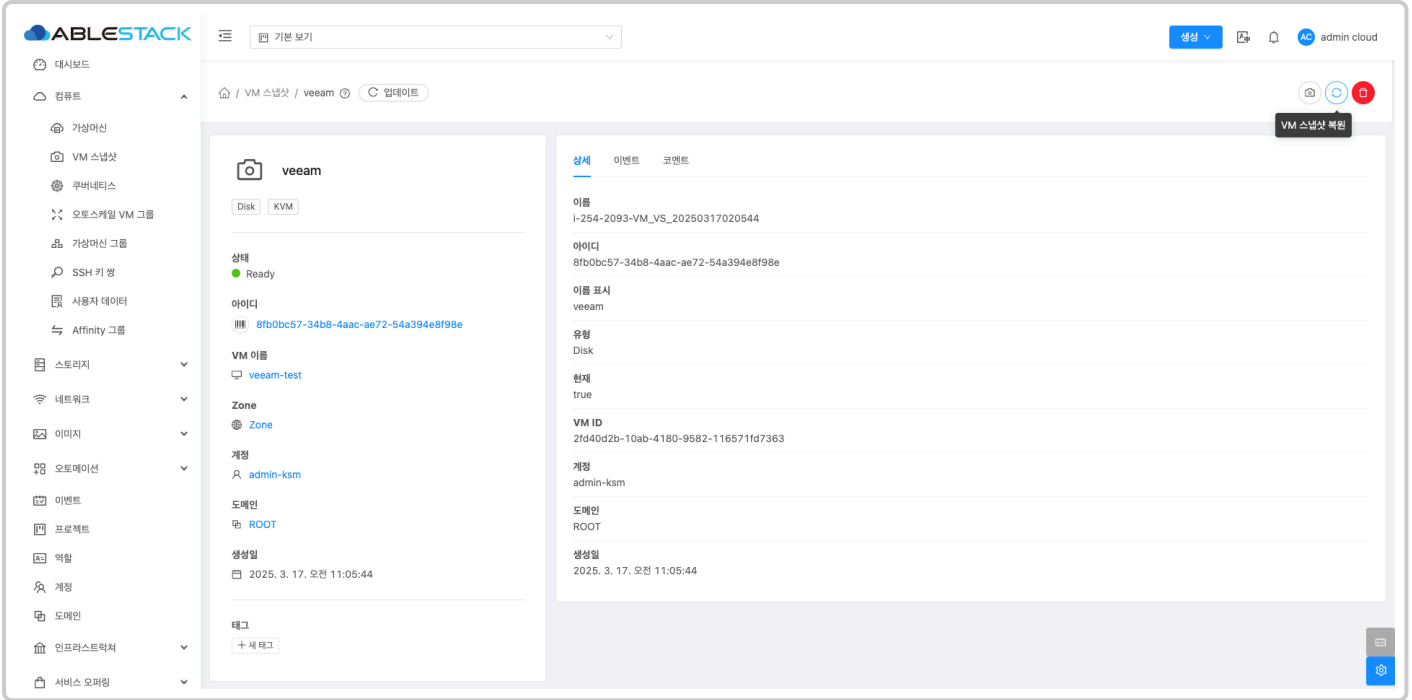 ABLESTACK
기본 보기
생성
AC
admin cloud
대시보드
컴퓨트
가상머신
VM 스냅샷
쿠버네티스
오토스케일 VM 그룹
가상머신 그룹
SSH 키 쌍
사용자 데이터
Affinity 그룹
스토리지
네트워크
이미지
오토메이션
이벤트
프로젝트
역할
계정
도메인
인프라스트럭쳐
서비스 오퍼링
/ VM 스냅샷 / veeam
업데이트
VM 스냅샷 복원
veeam
Disk
KVM
상태
Ready
아이디
8fb0bc57-34b8-4aac-ae72-54a394e8f98e
VM 이름
veeam-test
Zone
Zone
계정
admin-ksm
도메인
ROOT
생성일
2025. 3. 17. 오전 11:05:44
태그
+ 새 태그
상세
이벤트
코멘트
이름
i-254-2093-VM_VS_20250317020544
아이디
8fb0bc57-34b8-4aac-ae72-54a394e8f98e
이름 표시
veeam
유형
Disk
현재
true
VM ID
2fd40d2b-10ab-4180-9582-116571fd7363
계정
admin-ksm
도메인
ROOT
생성일
2025. 3. 17. 오전 11:05:44